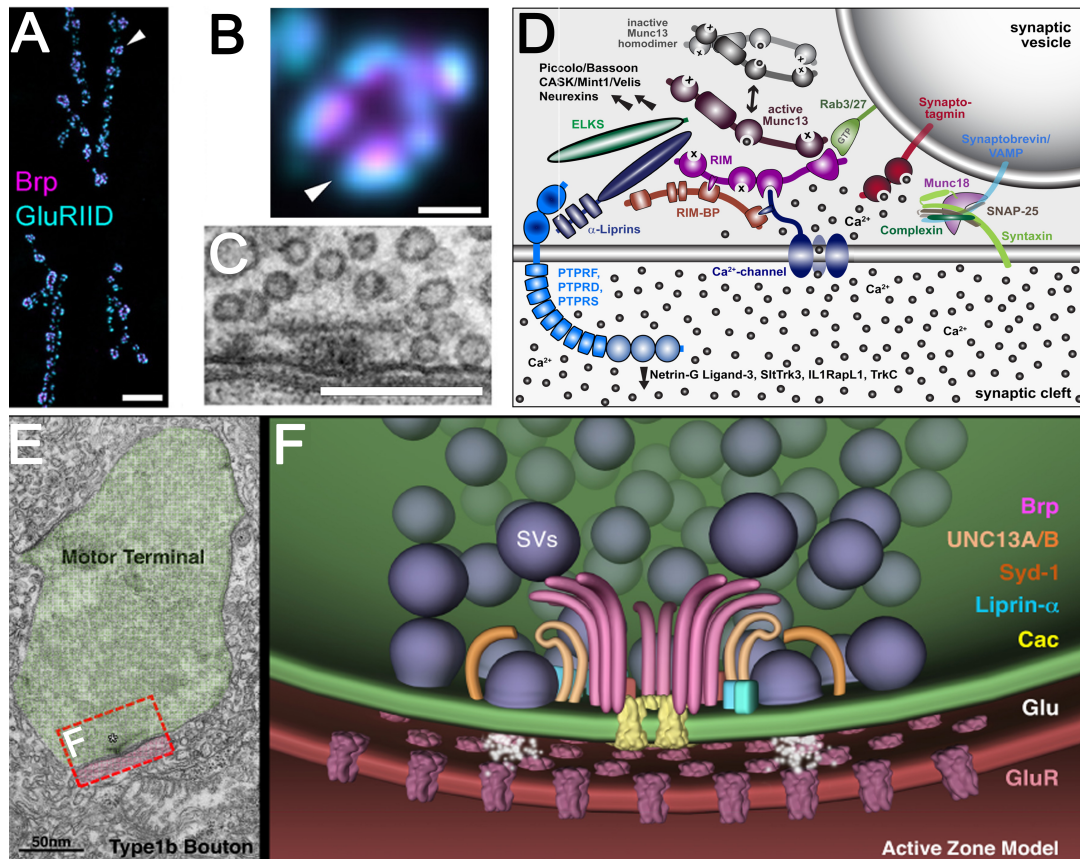 A
Brp
GluRIID
B
C
D
inactive
Munc13
homodimer
synaptic
vesicle
Piccolo/Bassoon
CASK/Mint1/Velis
Neurexins
active
Munc13
Rab3/27
GTP
Synapto-
tagmin
ELKS
RIM
Synaptobrevin/
VAMP
Munc18
RIM-BP
SNAP-25
α-Liprins
Ca²⁺
Complexin
Syntaxin
PTPRF,
PTPRD,
PTPRS
Ca²⁺-channel
Ca²⁺
Ca²⁺
Ca²⁺
Netrin-G Ligand-3, SltTrk3, IL1RapL1, TrkC
synaptic cleft
E
Motor Terminal
F
50nm
Type1b Bouton
F
SVs
Brp
UNC13A/B
Syd-1
Liprin-α
Cac
Glu
GluR
Active Zone Model